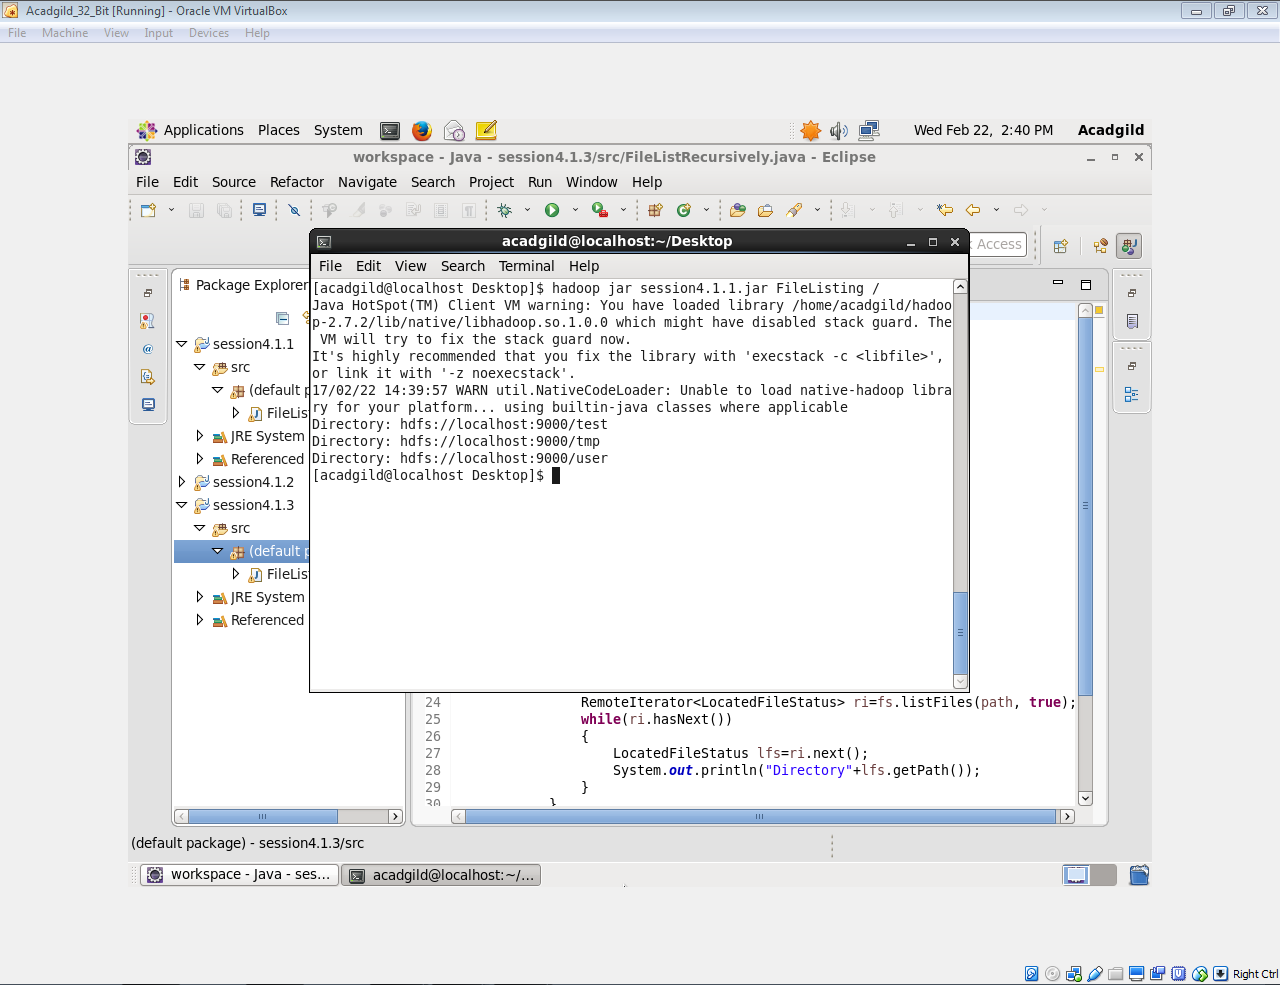 Acadgild_32_Bit [Running] - Oracle VM VirtualBox
File Machine View Input Devices Help
Applications Places System
Wed Feb 22, 2:40 PM Acadgild
workspace - Java - session4.1.3/src/FileListRecursively.java - Eclipse
File Edit Source Refactor Navigate Search Project Run Window Help
Access
acadgild@localhost:~/Desktop
File Edit View Search Terminal Help
[acadgild@localhost Desktop]$ hadoop jar session4.1.1.jar FileListing /
Java HotSpot(TM) Client VM warning: You have loaded library /home/acadgild/hadoo
p-2.7.2/lib/native/libhadoop.so.1.0.0 which might have disabled stack guard. The
 VM will try to fix the stack guard now.
It's highly recommended that you fix the library with 'execstack -c <libfile>',
or link it with '-z noexecstack'.
17/02/22 14:39:57 WARN util.NativeCodeLoader: Unable to load native-hadoop libra
ry for your platform... using builtin-java classes where applicable
Directory: hdfs://localhost:9000/test
Directory: hdfs://localhost:9000/tmp
Directory: hdfs://localhost:9000/user
[acadgild@localhost Desktop]$
Package Explorer
session4.1.1
src
(default p
FileLis
JRE System
Referenced
session4.1.2
session4.1.3
src
(default p
FileLis
JRE System
Referenced
24 RemoteIterator<LocatedFileStatus> ri=fs.listFiles(path, true);
25 while(ri.hasNext())
26 {
27 LocatedFileStatus lfs=ri.next();
28 System.out.println("Directory"+lfs.getPath());
29 }
30 }
(default package) - session4.1.3/src
workspace - Java - ses...
acadgild@localhost:~/...
Right Ctrl